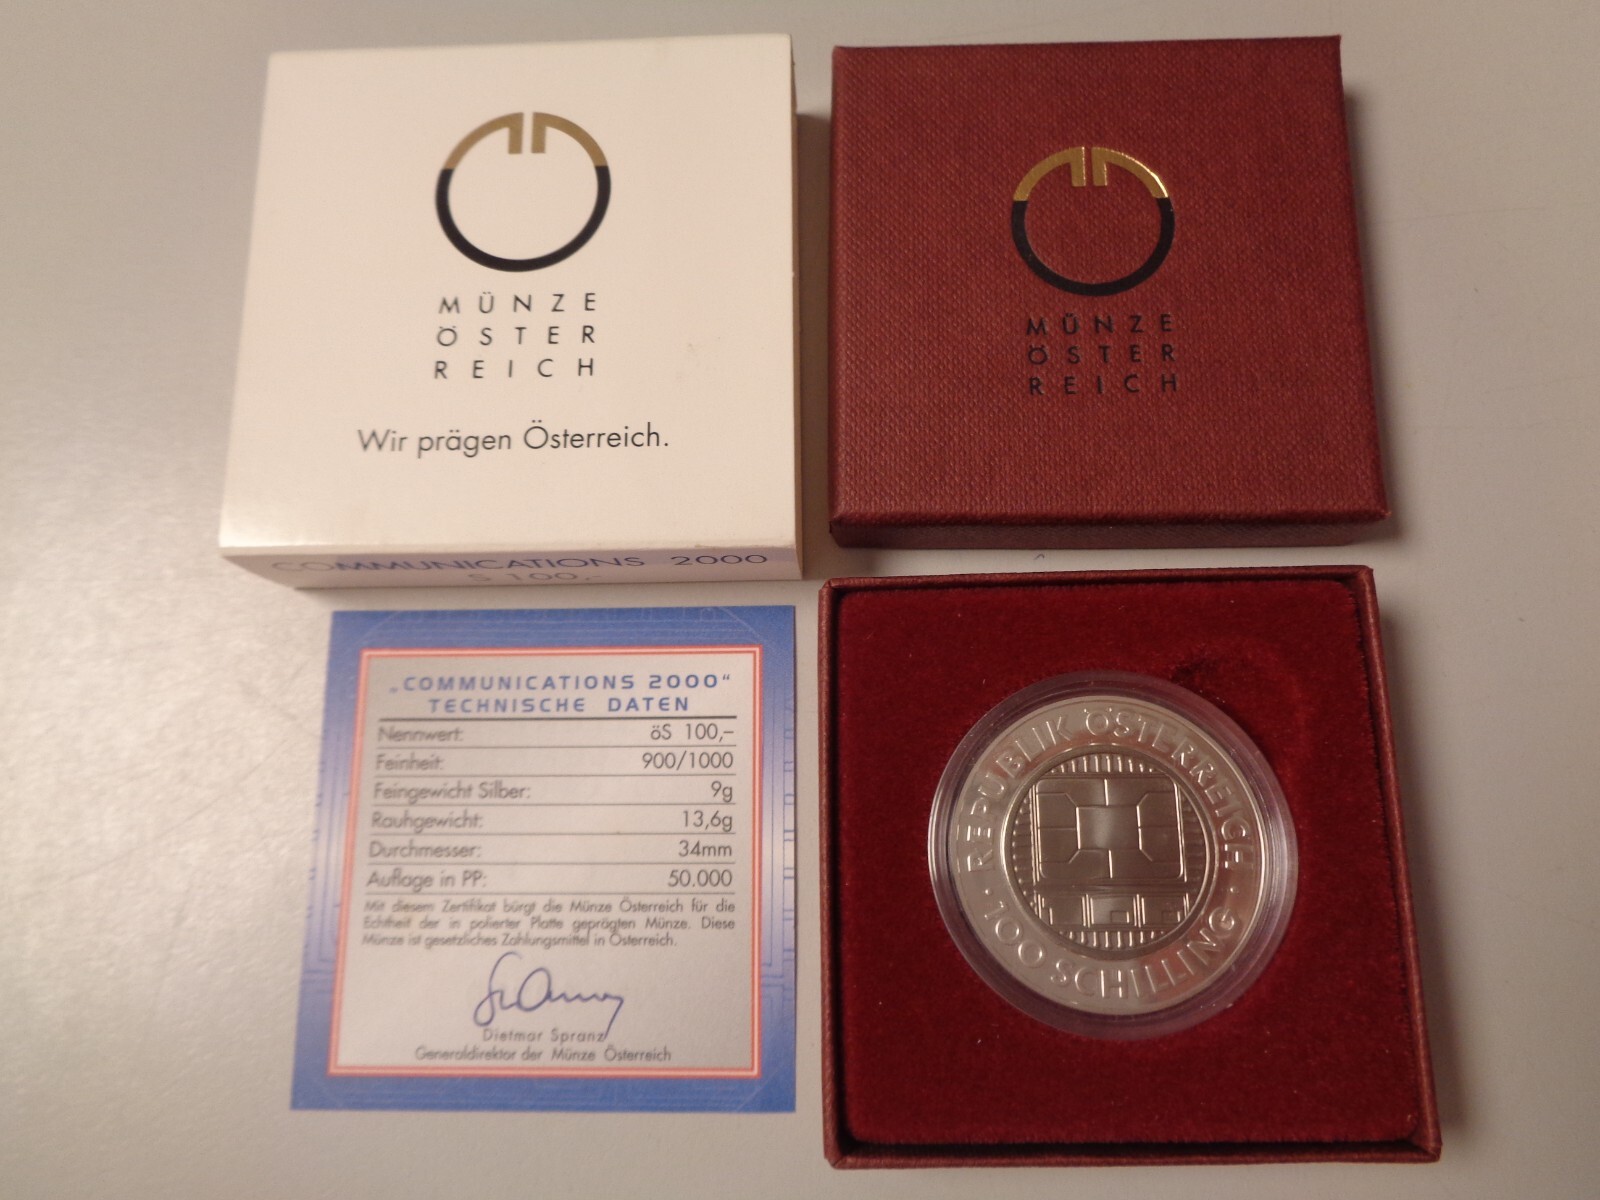 MÜNZE
ÖSTER
REICH
Wir prägen Österreich.
COMMUNICATIONS 2000
S 100,-
MÜNZE
ÖSTER
REICH
„COMMUNICATIONS 2000“
TECHNISCHE DATEN
Nennwert: öS 100,–
Feinheit: 900/1000
Feingewicht Silber: 9g
Rauhgewicht: 13,6g
Durchmesser: 34mm
Auflage in PP: 50.000
Mit diesem Zertifikat bürgt die Münze Österreich für die
Echtheit der in polierter Platte geprägten Münze. Diese
Münze ist gesetzliches Zahlungsmittel in Österreich.
Dietmar Spranz
Generaldirektor der Münze Österreich
· REPUBLIK ÖSTERREICH ·
100 SCHILLING